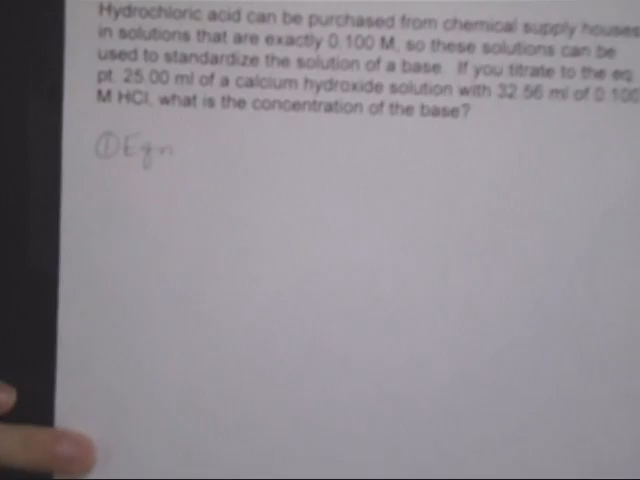 Hydrochloric acid can be purchased from chemical supply houses
in solutions that are exactly 0.100 M, so these solutions can be
used to standardize the solution of a base. If you titrate to the eq.
pt. 25.00 ml of a calcium hydroxide solution with 32.56 ml of 0.100
M HCl, what is the concentration of the base?
① Eqn